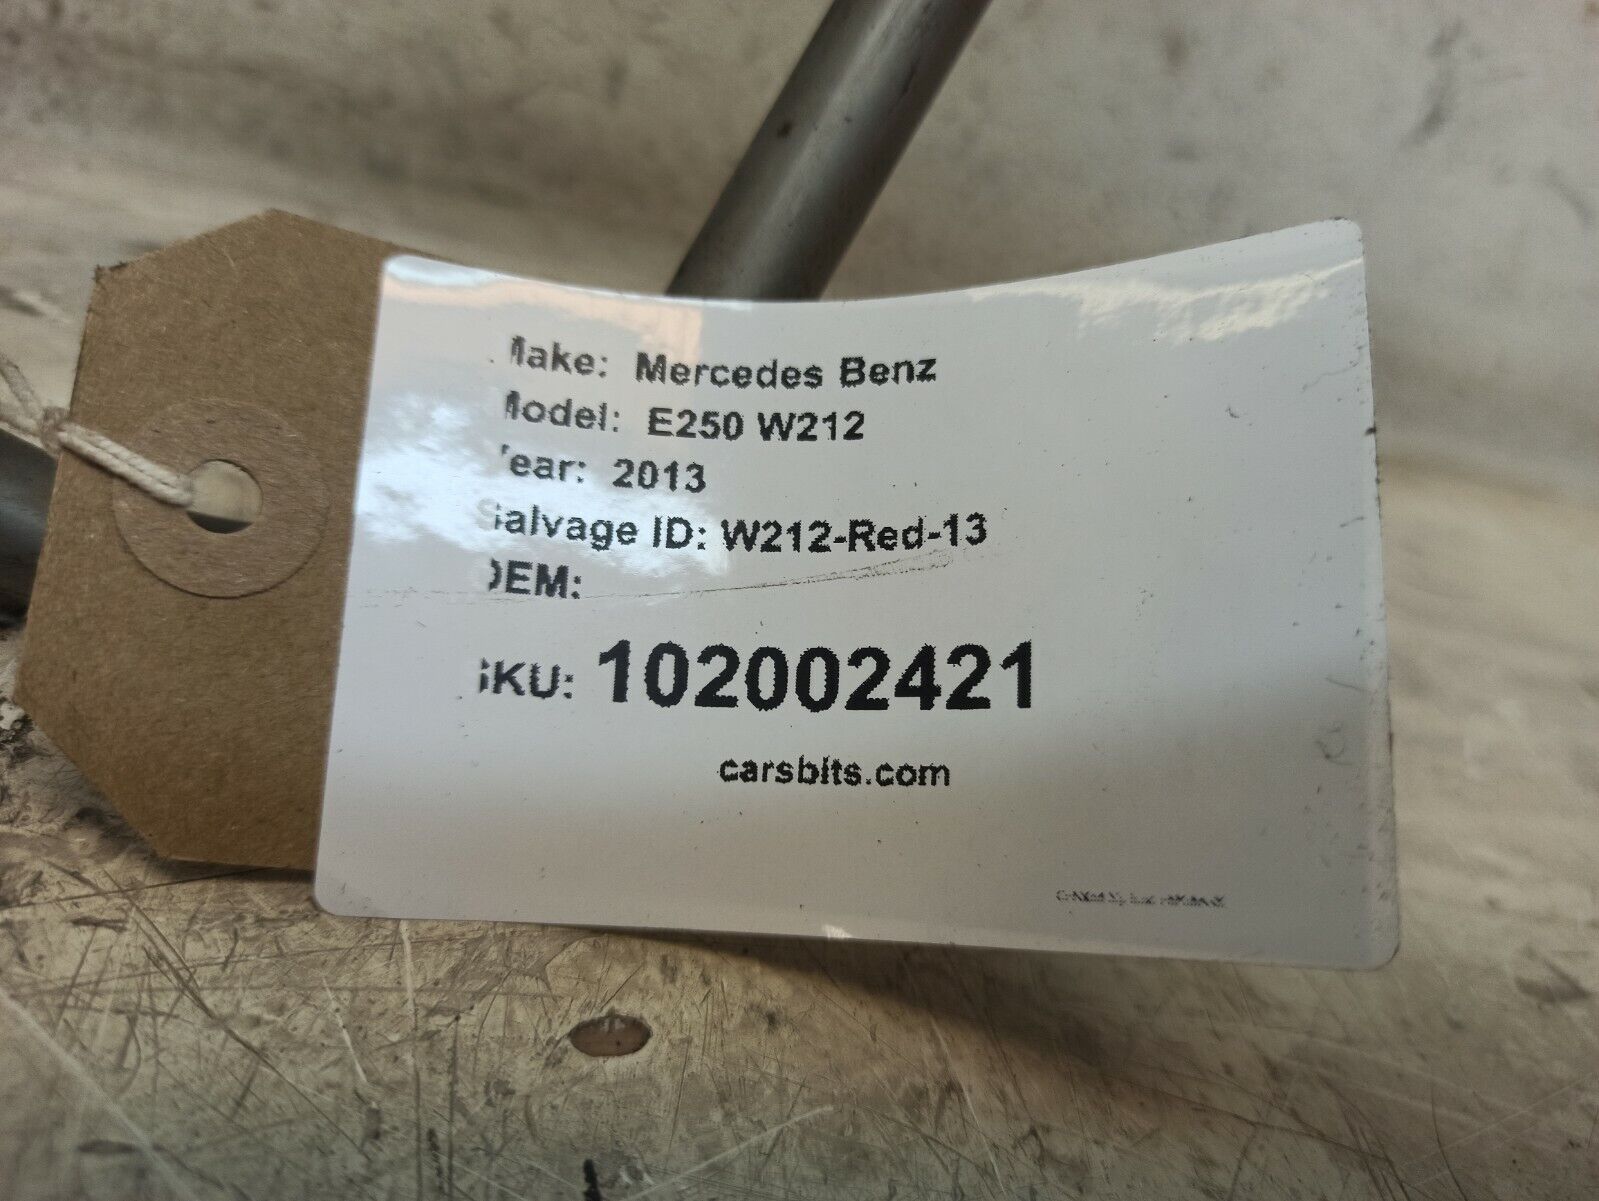 Make: Mercedes Benz
Model: E250 W212
Year: 2013
Salvage ID: W212-Red-13
OEM:
SKU: 102002421
carsbits.com